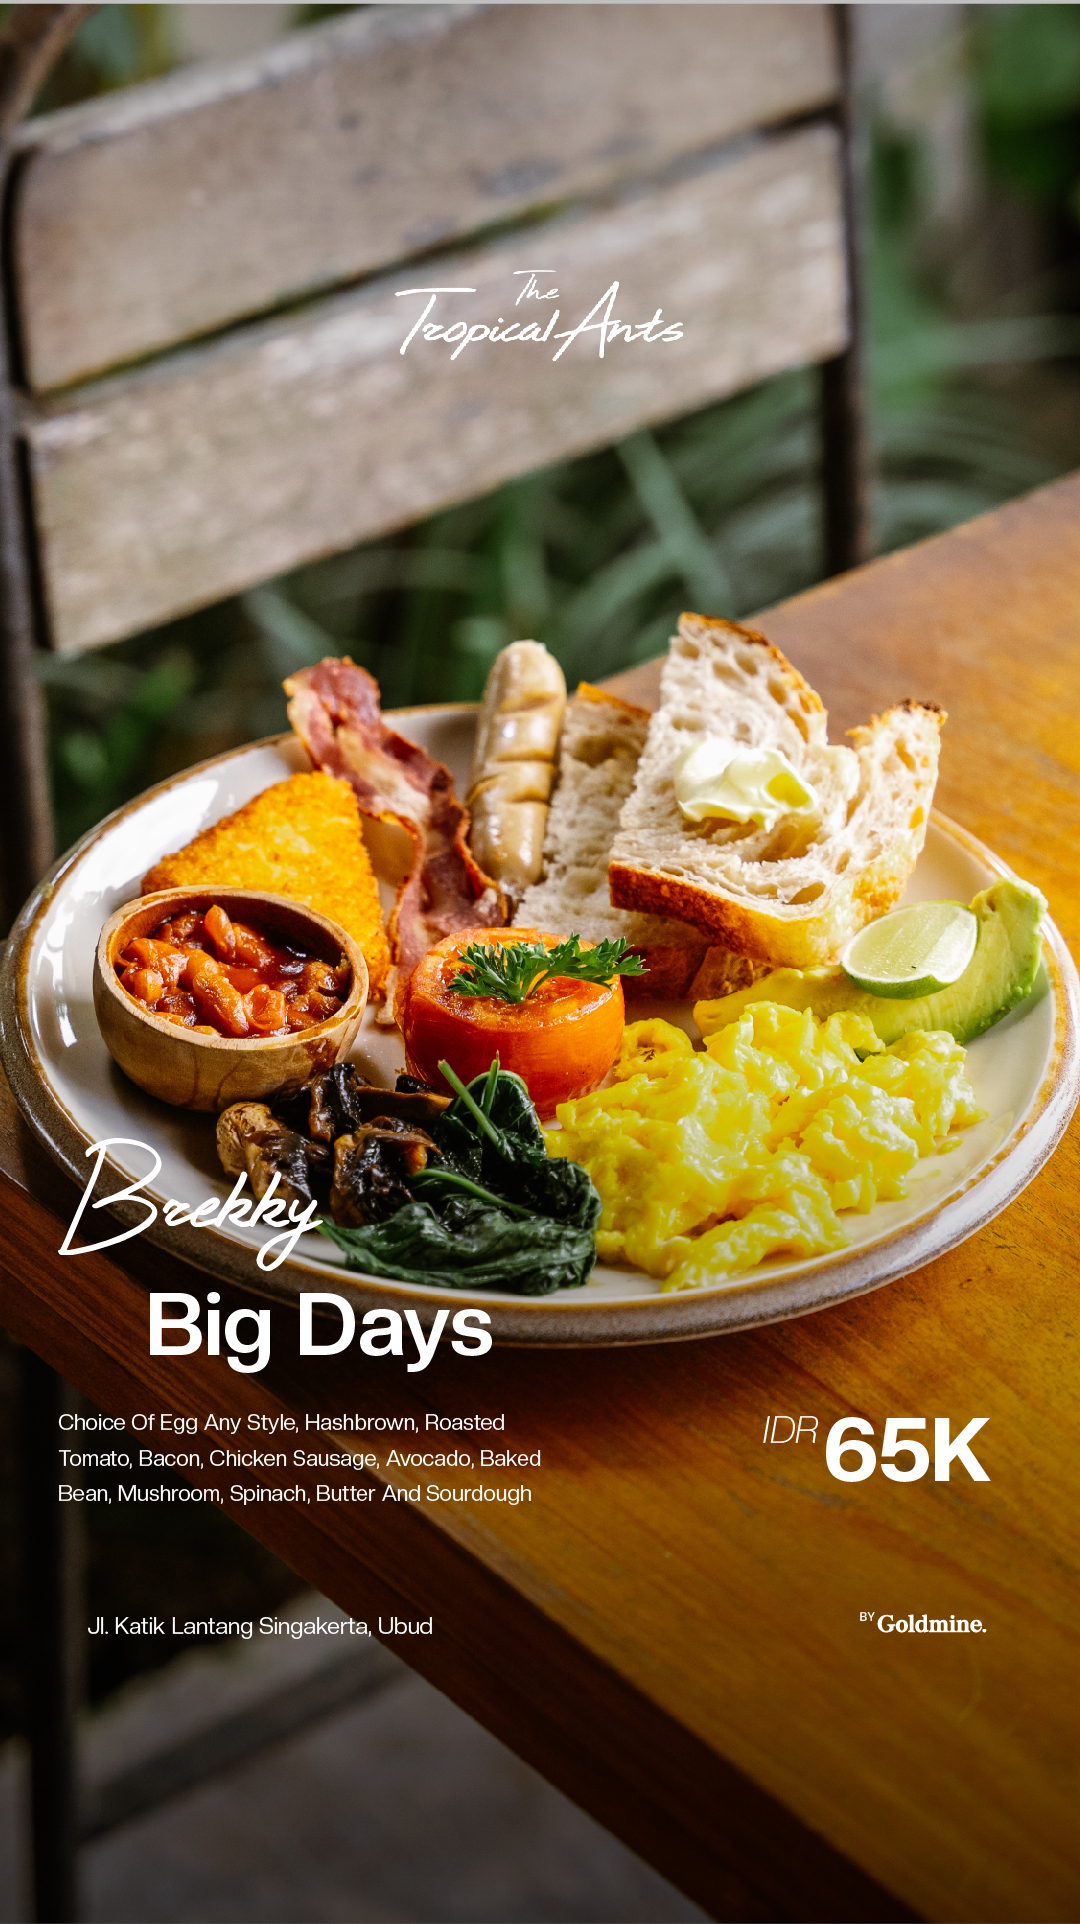 The
Tropical Ants
Brekky
Big Days
Choice Of Egg Any Style, Hashbrown, Roasted
Tomato, Bacon, Chicken Sausage, Avocado, Baked
Bean, Mushroom, Spinach, Butter And Sourdough
IDR 65K
Jl. Katik Lantang Singakerta, Ubud
BY Goldmine.